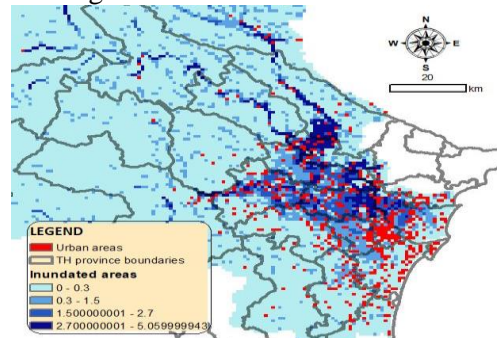 N
W E
S
20
km
LEGEND
Urban areas
TH province boundaries
Inundated areas
0 - 0.3
0.3 - 1.5
1.500000001 - 2.7
2.700000001 - 5.059999943